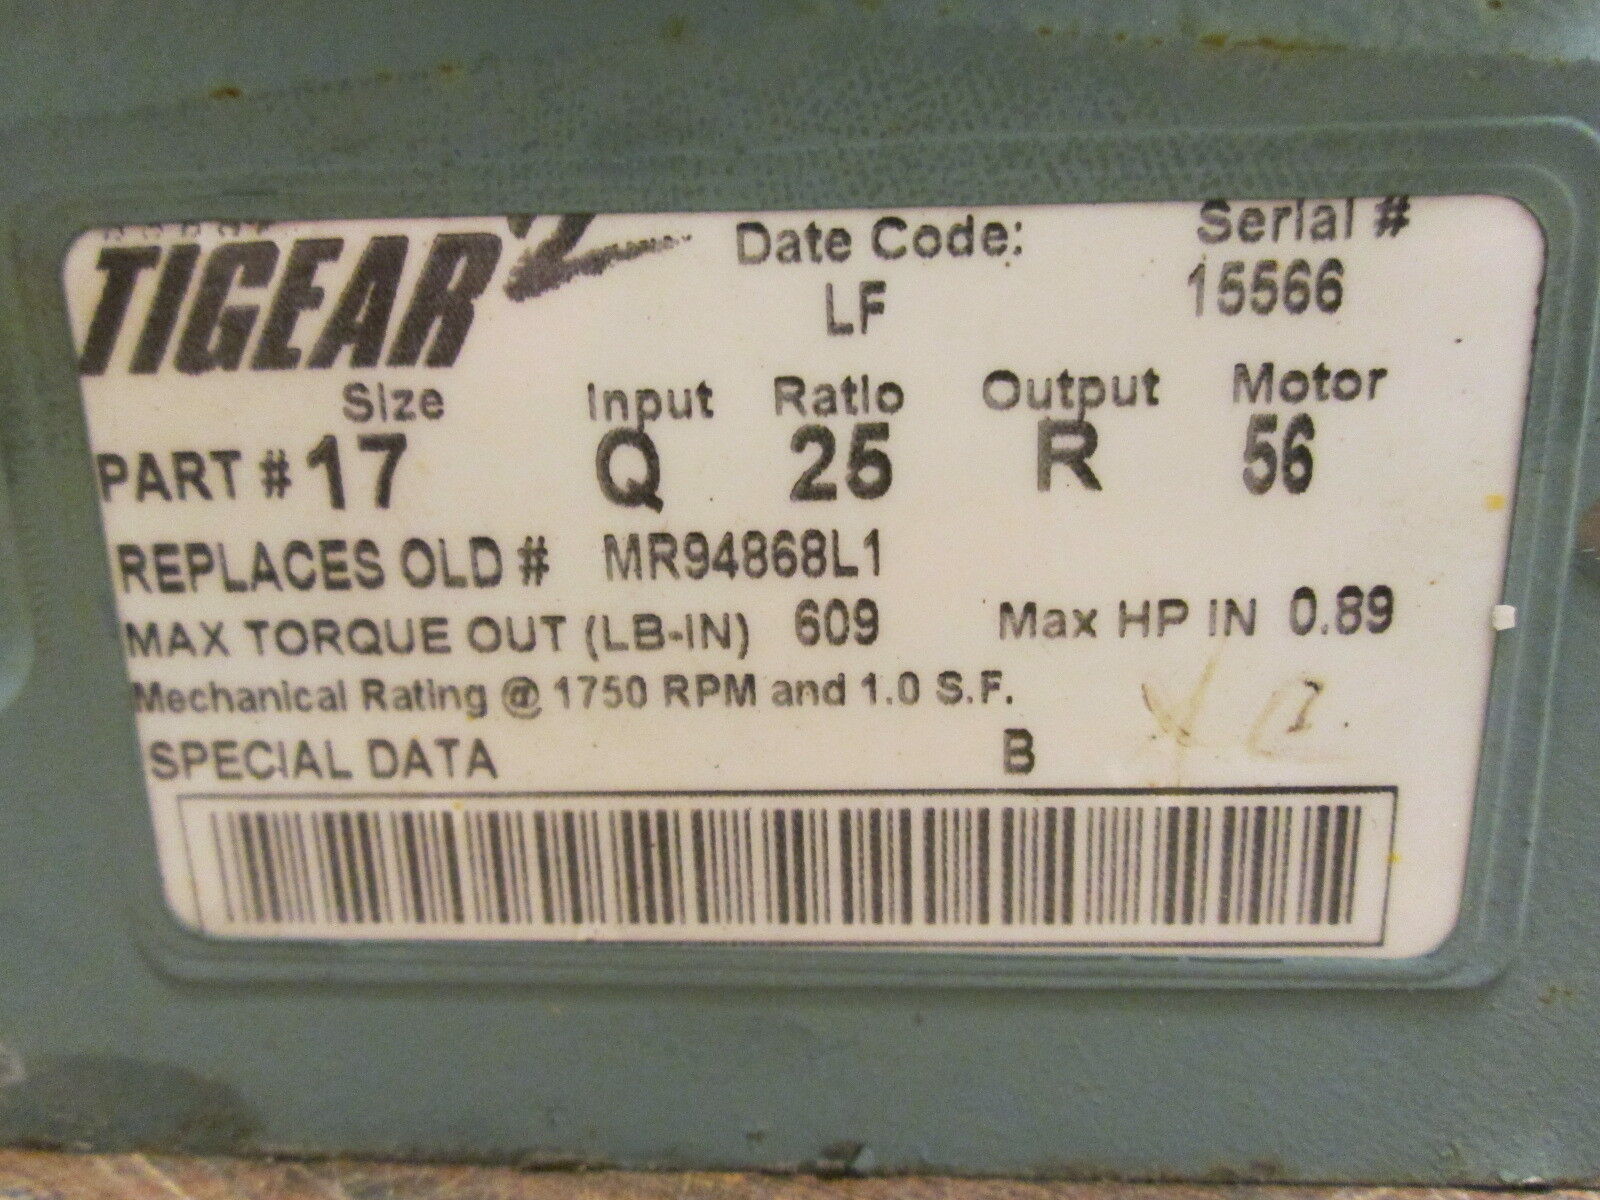 TIGEAR 2
Date Code: Serial #
LF 15566
Size Input Ratio Output Motor
PART # 17 Q 25 R 56
REPLACES OLD # MR94868L1
MAX TORQUE OUT (LB-IN) 609 Max HP IN 0.89
Mechanical Rating @ 1750 RPM and 1.0 S.F.
SPECIAL DATA B